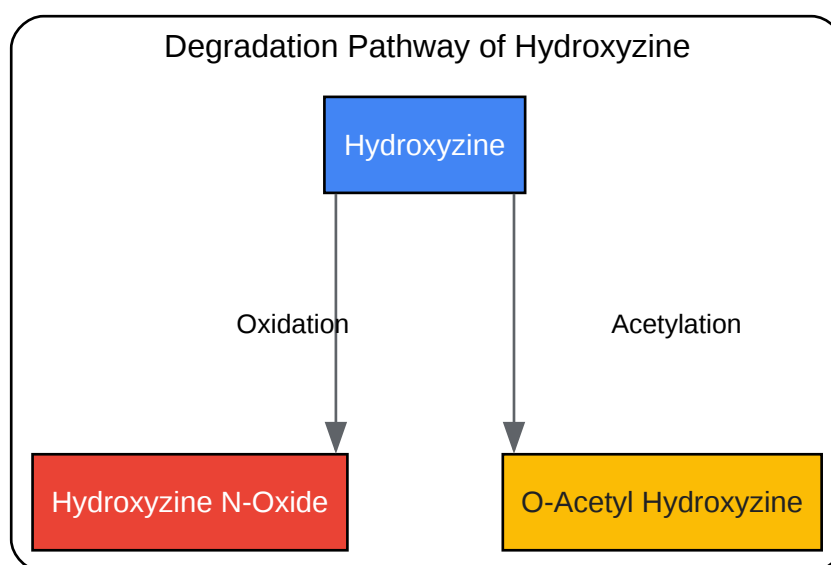 Degradation Pathway of Hydroxyzine
Hydroxyzine
Oxidation
Acetylation
Hydroxyzine N-Oxide
O-Acetyl Hydroxyzine